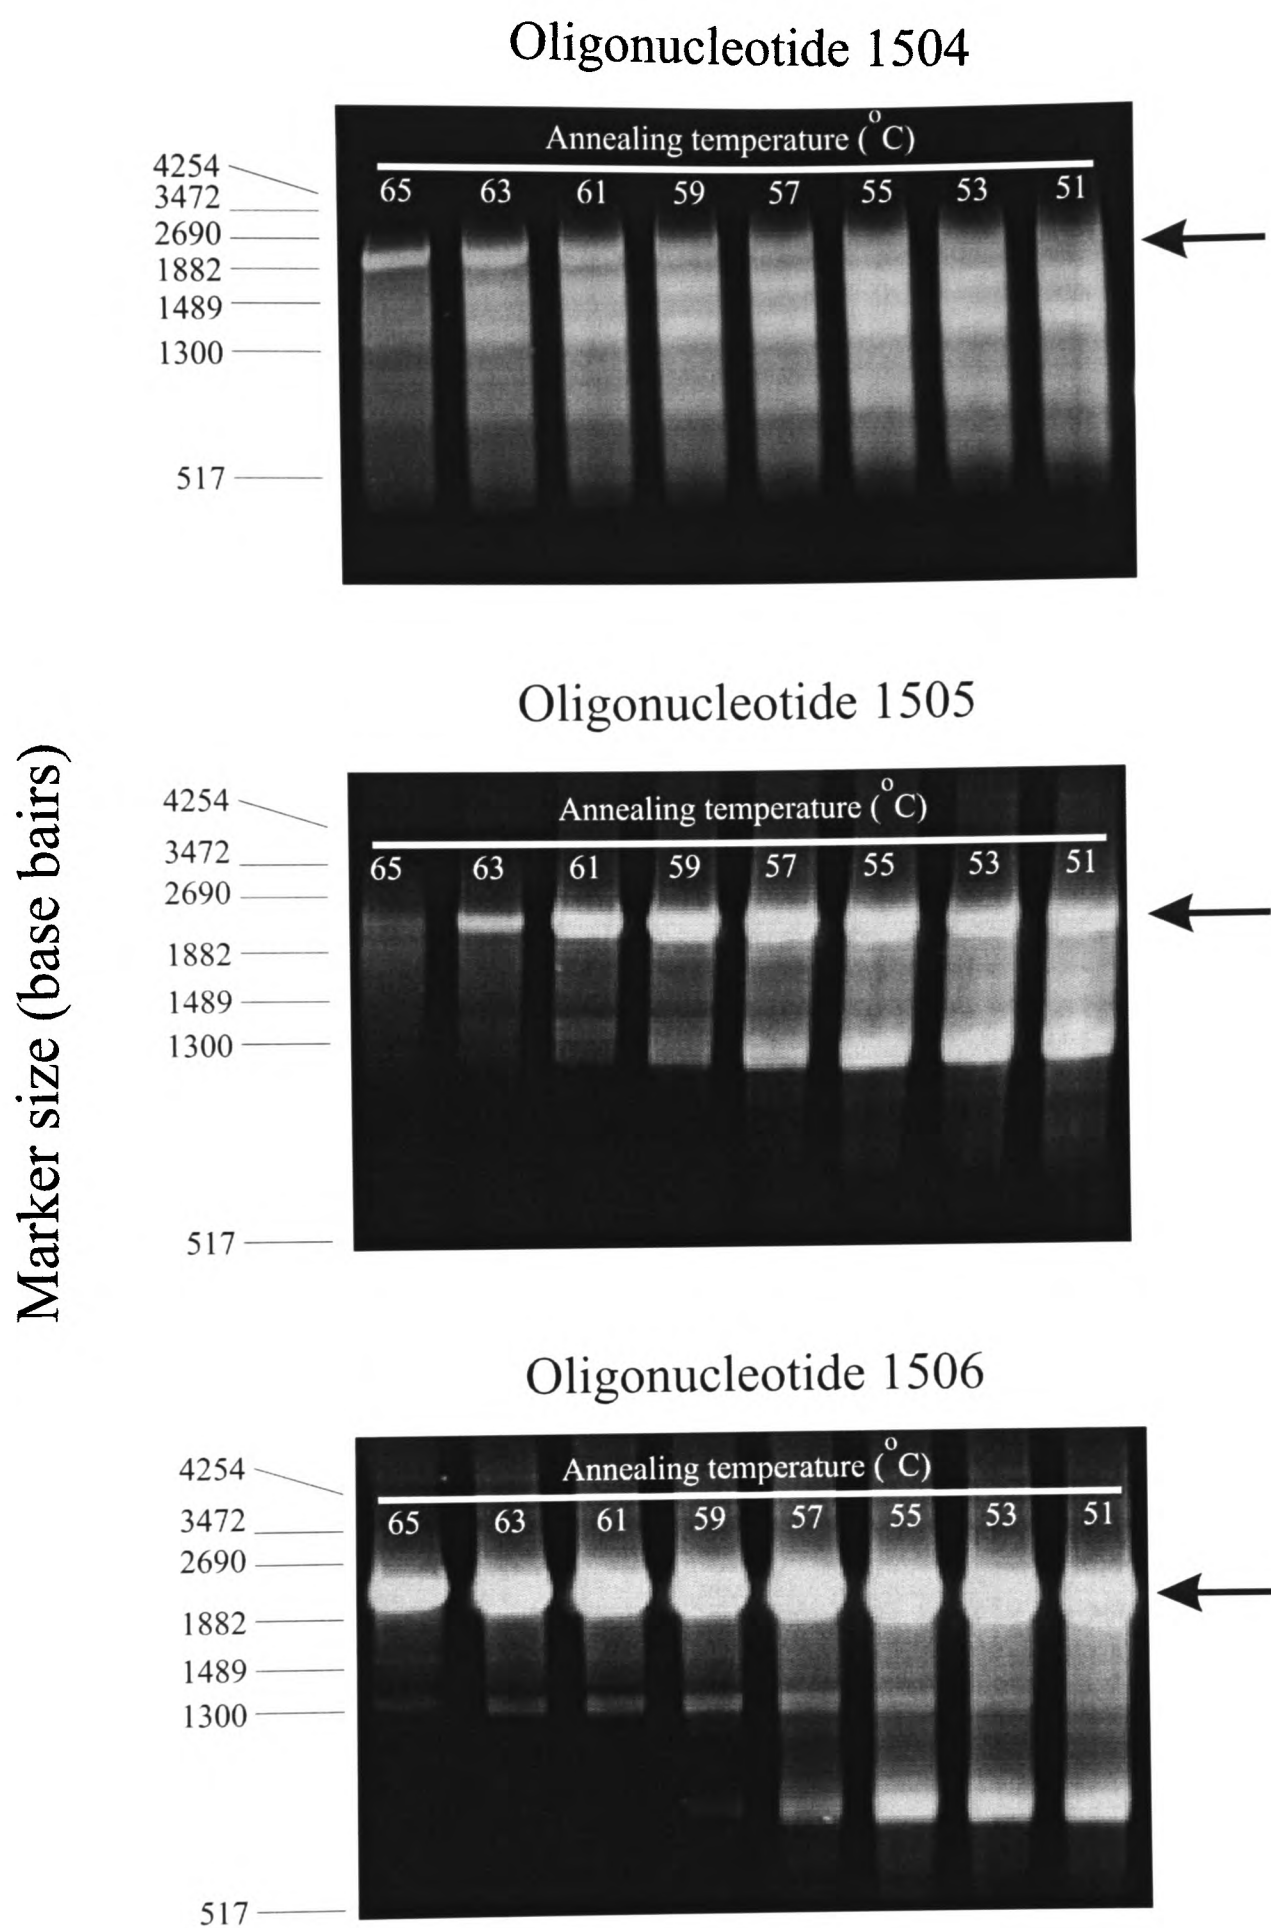 Oligonucleotide 1504
Annealing temperature (°C)
65 63 61 59 57 55 53 51
4254
3472
2690
1882
1489
1300
517
Marker size (base bairs)
Oligonucleotide 1505
Annealing temperature (°C)
65 63 61 59 57 55 53 51
4254
3472
2690
1882
1489
1300
517
Oligonucleotide 1506
Annealing temperature (°C)
65 63 61 59 57 55 53 51
4254
3472
2690
1882
1489
1300
517